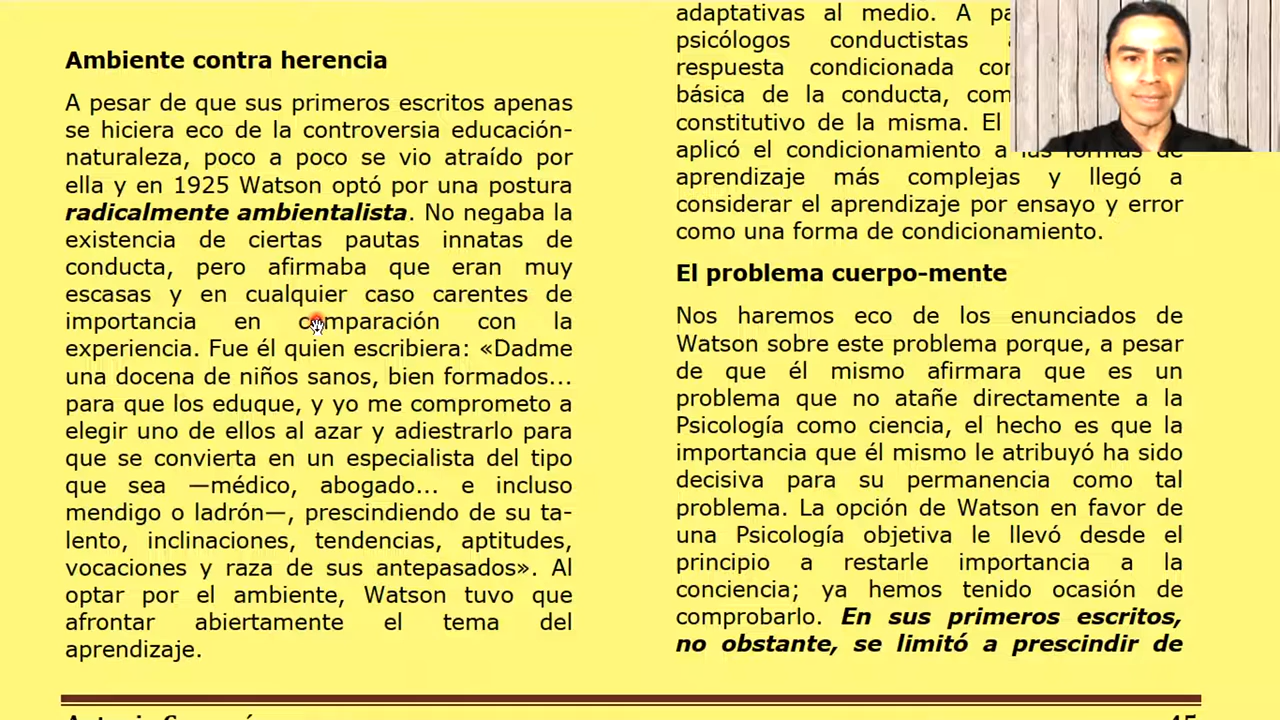 Ambiente contra herencia
A pesar de que sus primeros escritos apenas
se hiciera eco de la controversia educación-
naturaleza, poco a poco se vio atraído por
ella y en 1925 Watson optó por una postura
radicalmente ambientalista. No negaba la
existencia de ciertas pautas innatas de
conducta, pero afirmaba que eran muy
escasas y en cualquier caso carentes de
importancia en comparación con la
experiencia. Fue él quien escribiera: «Dadme
una docena de niños sanos, bien formados...
para que los eduque, y yo me comprometo a
elegir uno de ellos al azar y adiestrarlo para
que se convierta en un especialista del tipo
que sea —médico, abogado... e incluso
mendigo o ladrón—, prescindiendo de su ta-
lento, inclinaciones, tendencias, aptitudes,
vocaciones y raza de sus antepasados». Al
optar por el ambiente, Watson tuvo que
afrontar abiertamente el tema del
aprendizaje.
adaptativas al medio. A
psicólogos conductistas
respuesta condicionada
básica de la conducta,
constitutivo de la misma. El
aplicó el condicionamiento a las formas de
aprendizaje más complejas y llegó a
considerar el aprendizaje por ensayo y error
como una forma de condicionamiento.
El problema cuerpo-mente
Nos haremos eco de los enunciados de
Watson sobre este problema porque, a pesar
de que él mismo afirmara que es un
problema que no atañe directamente a la
Psicología como ciencia, el hecho es que la
importancia que él mismo le atribuyó ha sido
decisiva para su permanencia como tal
problema. La opción de Watson en favor de
una Psicología objetiva le llevó desde el
principio a restarle importancia a la
conciencia; ya hemos tenido ocasión de
comprobarlo. En sus primeros escritos,
no obstante, se limitó a prescindir de